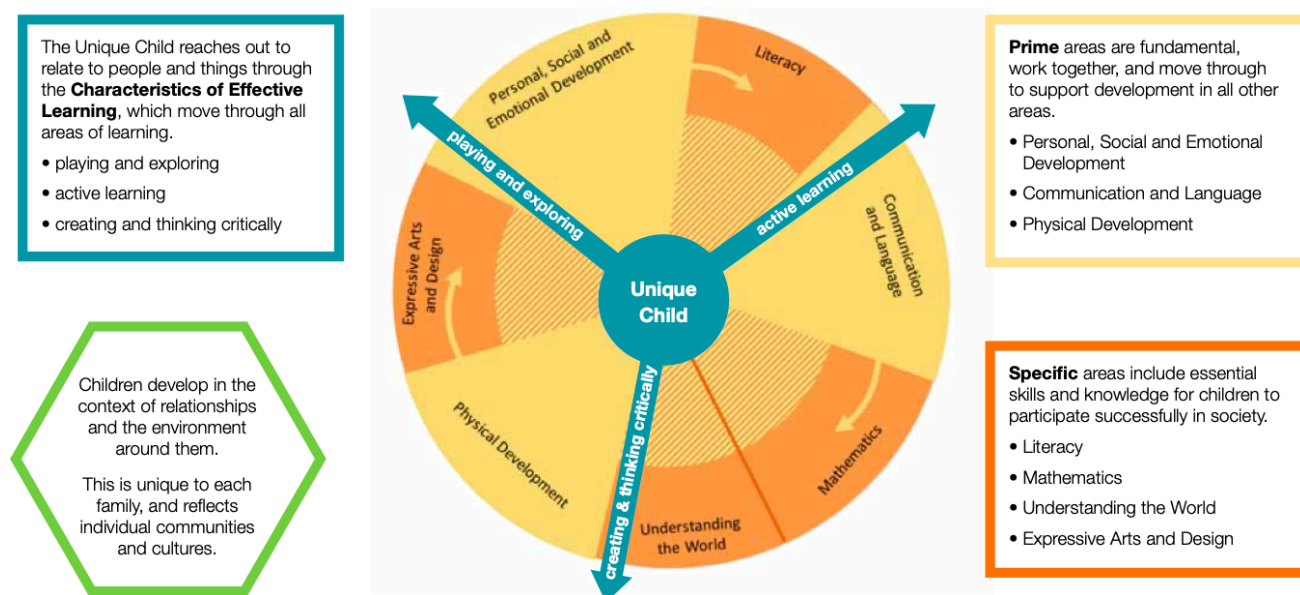 The Unique Child reaches out to
relate to people and things through
the Characteristics of Effective
Learning, which move through all
areas of learning.
• playing and exploring
• active learning
• creating and thinking critically
Children develop in the
context of relationships
and the environment
around them.
This is unique to each
family, and reflects
individual communities
and cultures.
Personal, Social and
Emotional Development
Literacy
Communication
and Language
Mathematics
Understanding
the World
Physical Development
Expressive Arts
and Design
playing and exploring
active learning
creating & thinking critically
Unique
Child
Prime areas are fundamental,
work together, and move through
to support development in all other
areas.
• Personal, Social and Emotional
Development
• Communication and Language
• Physical Development
Specific areas include essential
skills and knowledge for children to
participate successfully in society.
• Literacy
• Mathematics
• Understanding the World
• Expressive Arts and Design